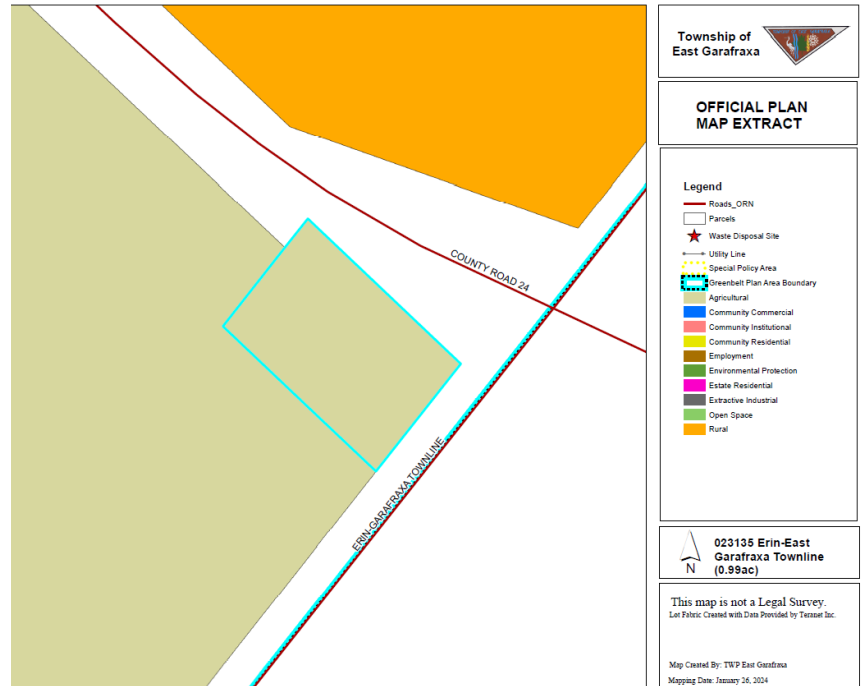 COUNTY ROAD 24
ERIN-GARAFRAXA TOWNLINE
Township of
East Garafraxa
OFFICIAL PLAN
MAP EXTRACT
Legend
Roads_ORN
Parcels
Waste Disposal Site
Utility Line
Special Policy Area
Greenbelt Plan Area Boundary
Agricultural
Community Commercial
Community Institutional
Community Residential
Employment
Environmental Protection
Estate Residential
Extractive Industrial
Open Space
Rural
N
023135 Erin-East
Garafraxa Townline
(0.99ac)
This map is not a Legal Survey.
Lot Fabric Created with Data Provided by Teranet Inc.
Map Created By: TWP East Garafraxa
Mapping Date: January 26, 2024